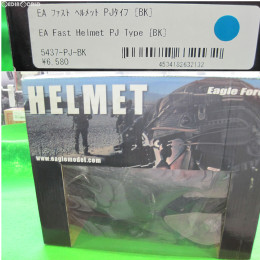 EA ファスト ヘルメット PJタイプ [BK]
EA Fast Helmet PJ Type [BK]
5437-PJ-BK
¥6,580
4534182632132
HELMET
Eagle Force
www.eaglemodel.com